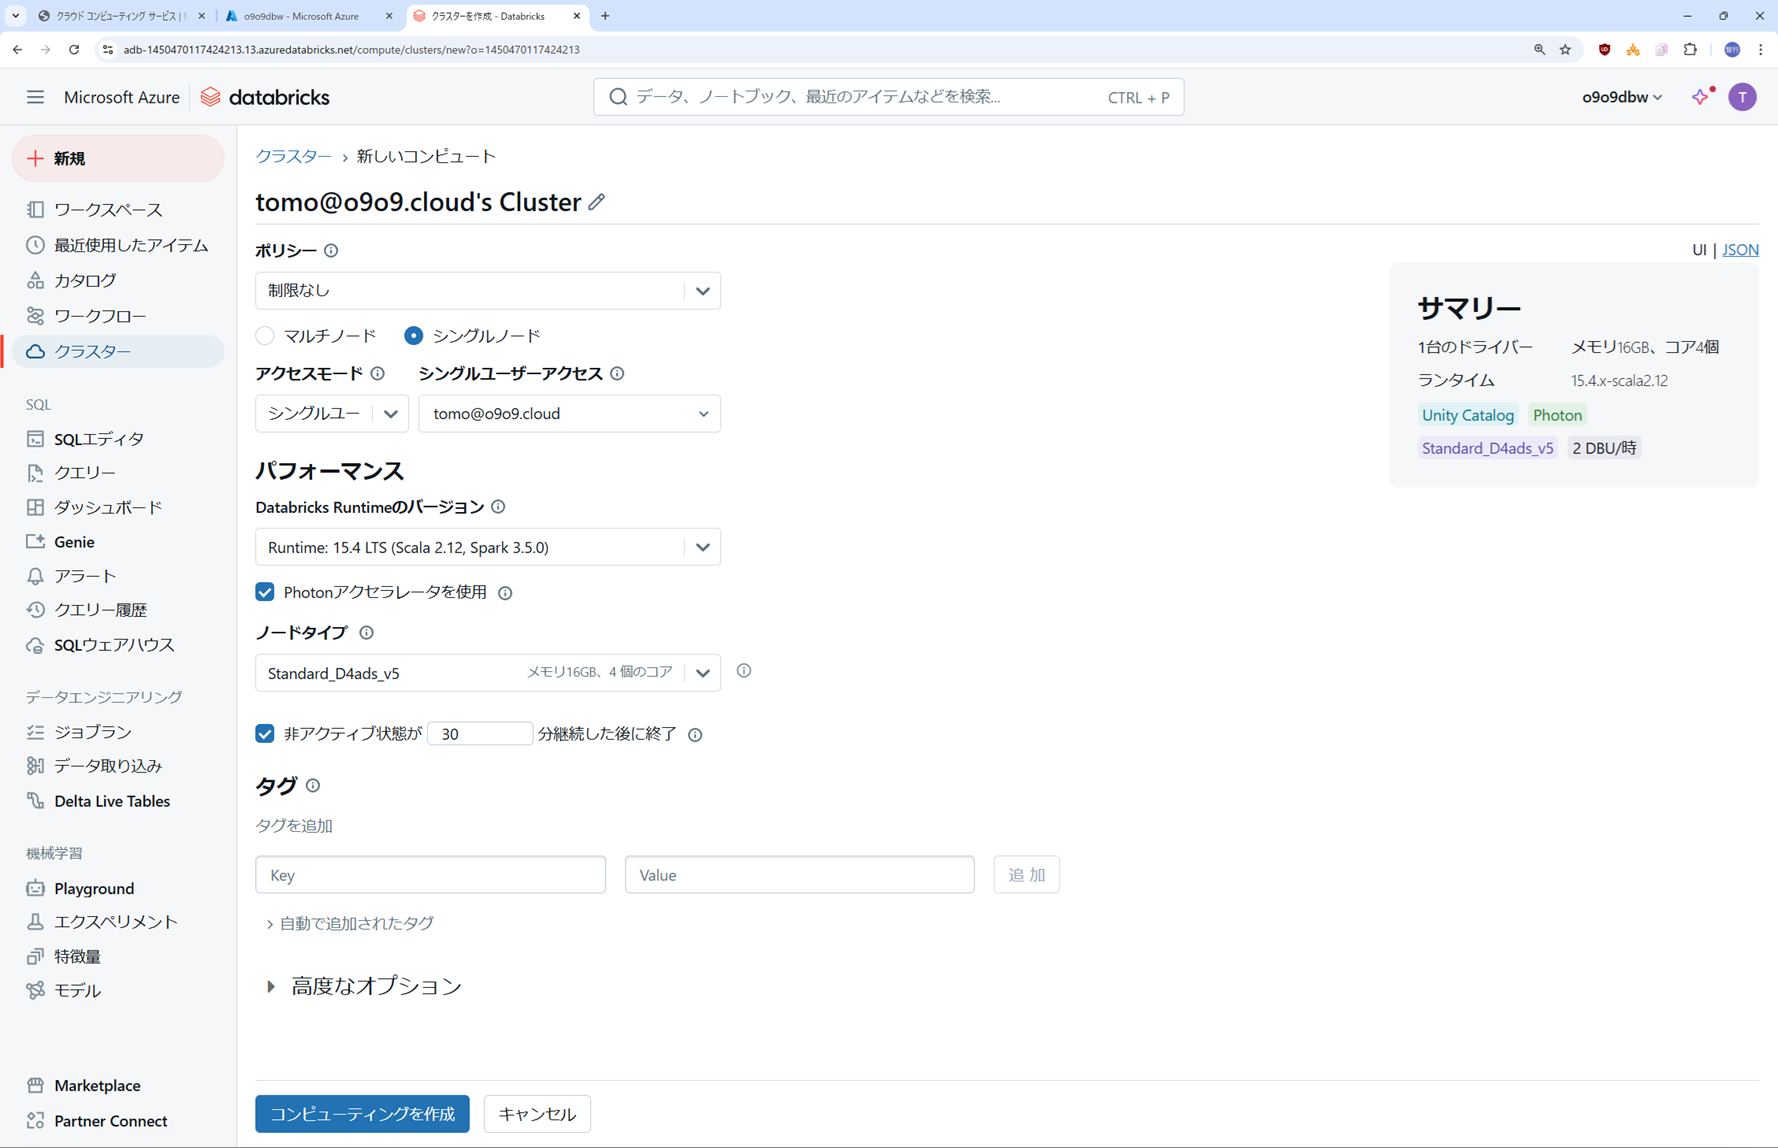 クラウド コンピューティング サービス |
o9o9dbw - Microsoft Azure
クラスターを作成 - Databricks
adb-1450470117424213.13.azuredatabricks.net/compute/clusters/new?o=1450470117424213
Microsoft Azure
databricks
データ、ノートブック、最近のアイテムなどを検索...
CTRL + P
o9o9dbw
T
新規
ワークスペース
最近使用したアイテム
カタログ
ワークフロー
クラスター
SQL
SQLエディタ
クエリー
ダッシュボード
Genie
アラート
クエリー履歴
SQLウェアハウス
データエンジニアリング
ジョブラン
データ取り込み
Delta Live Tables
機械学習
Playground
エクスペリメント
特徴量
モデル
Marketplace
Partner Connect
クラスター › 新しいコンピュート
tomo@o9o9.cloud's Cluster
ポリシー
制限なし
マルチノード シングルノード
アクセスモード シングルユーザーアクセス
シングルユー tomo@o9o9.cloud
パフォーマンス
Databricks Runtimeのバージョン
Runtime: 15.4 LTS (Scala 2.12, Spark 3.5.0)
Photonアクセラレータを使用
ノードタイプ
Standard_D4ads_v5 メモリ16GB、4 個のコア
非アクティブ状態が 30 分継続した後に終了
タグ
タグを追加
Key Value 追 加
自動で追加されたタグ
高度なオプション
コンピューティングを作成 キャンセル
UI | JSON
サマリー
1台のドライバー メモリ16GB、コア4個
ランタイム 15.4.x-scala2.12
Unity Catalog Photon
Standard_D4ads_v5 2 DBU/時